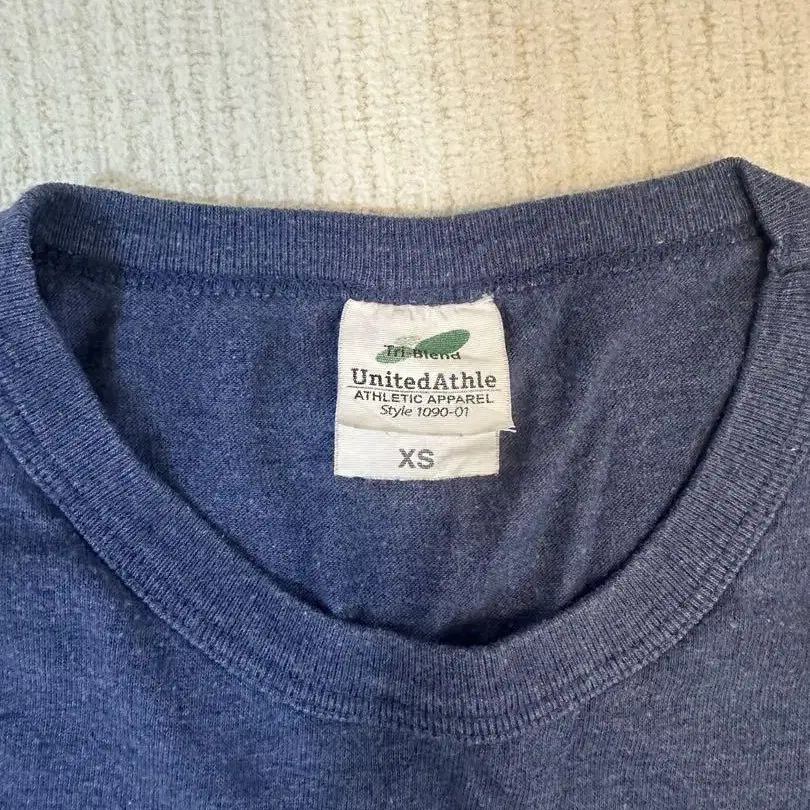 Tri-Blend
UnitedAthle
ATHLETIC APPAREL
Style 1090-01
XS